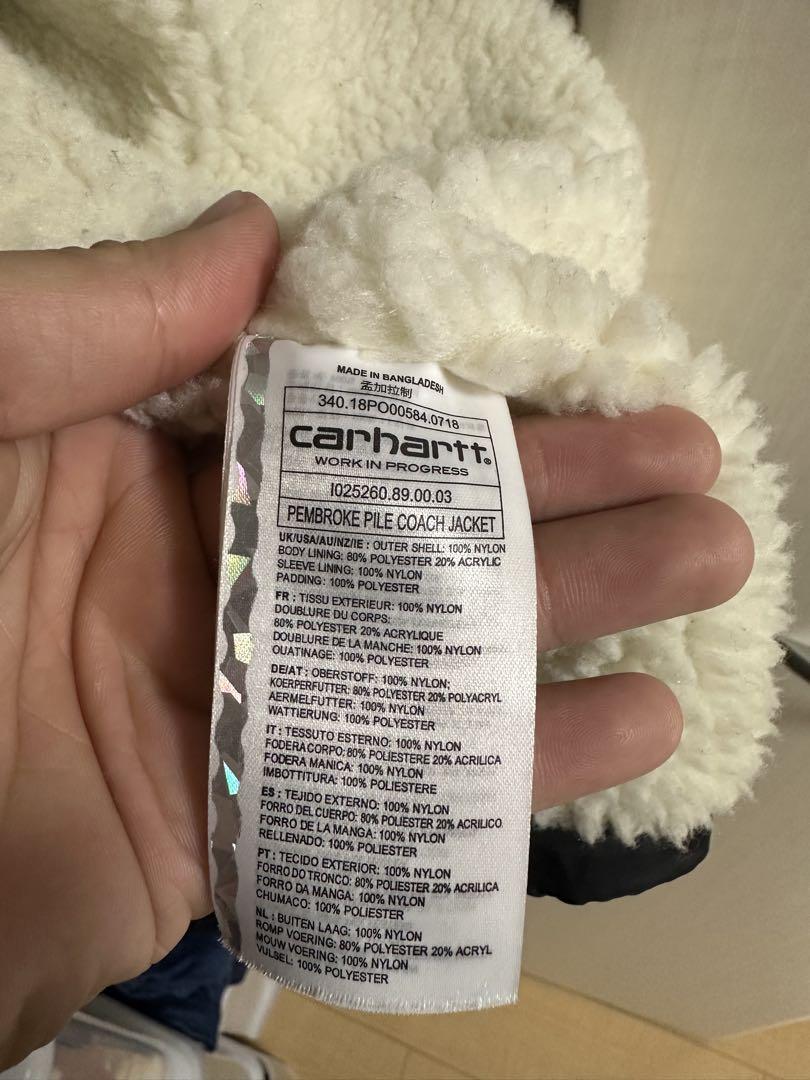 MADE IN BANGLADESH
孟加拉制
340.18PO00584.0718
carhartt®
WORK IN PROGRESS
I025260.89.00.03
PEMBROKE PILE COACH JACKET
UK/USA/AU/NZ/IE : OUTER SHELL: 100% NYLON
BODY LINING: 80% POLYESTER 20% ACRYLIC
SLEEVE LINING: 100% NYLON
PADDING: 100% POLYESTER
FR : TISSU EXTERIEUR: 100% NYLON
DOUBLURE DU CORPS:
80% POLYESTER 20% ACRYLIQUE
DOUBLURE DE LA MANCHE: 100% NYLON
OUATINAGE: 100% POLYESTER
DE/AT : OBERSTOFF: 100% NYLON;
KOERPERFUTTER: 80% POLYESTER 20% POLYACRYL
AERMELFUTTER: 100% NYLON
WATTIERUNG: 100% POLYESTER
IT : TESSUTO ESTERNO: 100% NYLON
FODERA CORPO: 80% POLIESTERE 20% ACRILICA
FODERA MANICA: 100% NYLON
IMBOTTITURA: 100% POLIESTERE
ES : TEJIDO EXTERNO: 100% NYLON
FORRO DEL CUERPO: 80% POLIESTER 20% ACRILICO
FORRO DE LA MANGA: 100% NYLON
RELLENADO: 100% POLIESTER
PT : TECIDO EXTERIOR: 100% NYLON
FORRO DO TRONCO: 80% POLIESTER 20% ACRILICA
FORRO DA MANGA: 100% NYLON
CHUMACO: 100% POLIESTER
NL : BUITEN LAAG: 100% NYLON
ROMP VOERING: 80% POLYESTER 20% ACRYL
MOUW VOERING: 100% NYLON
VULSEL: 100% POLYESTER